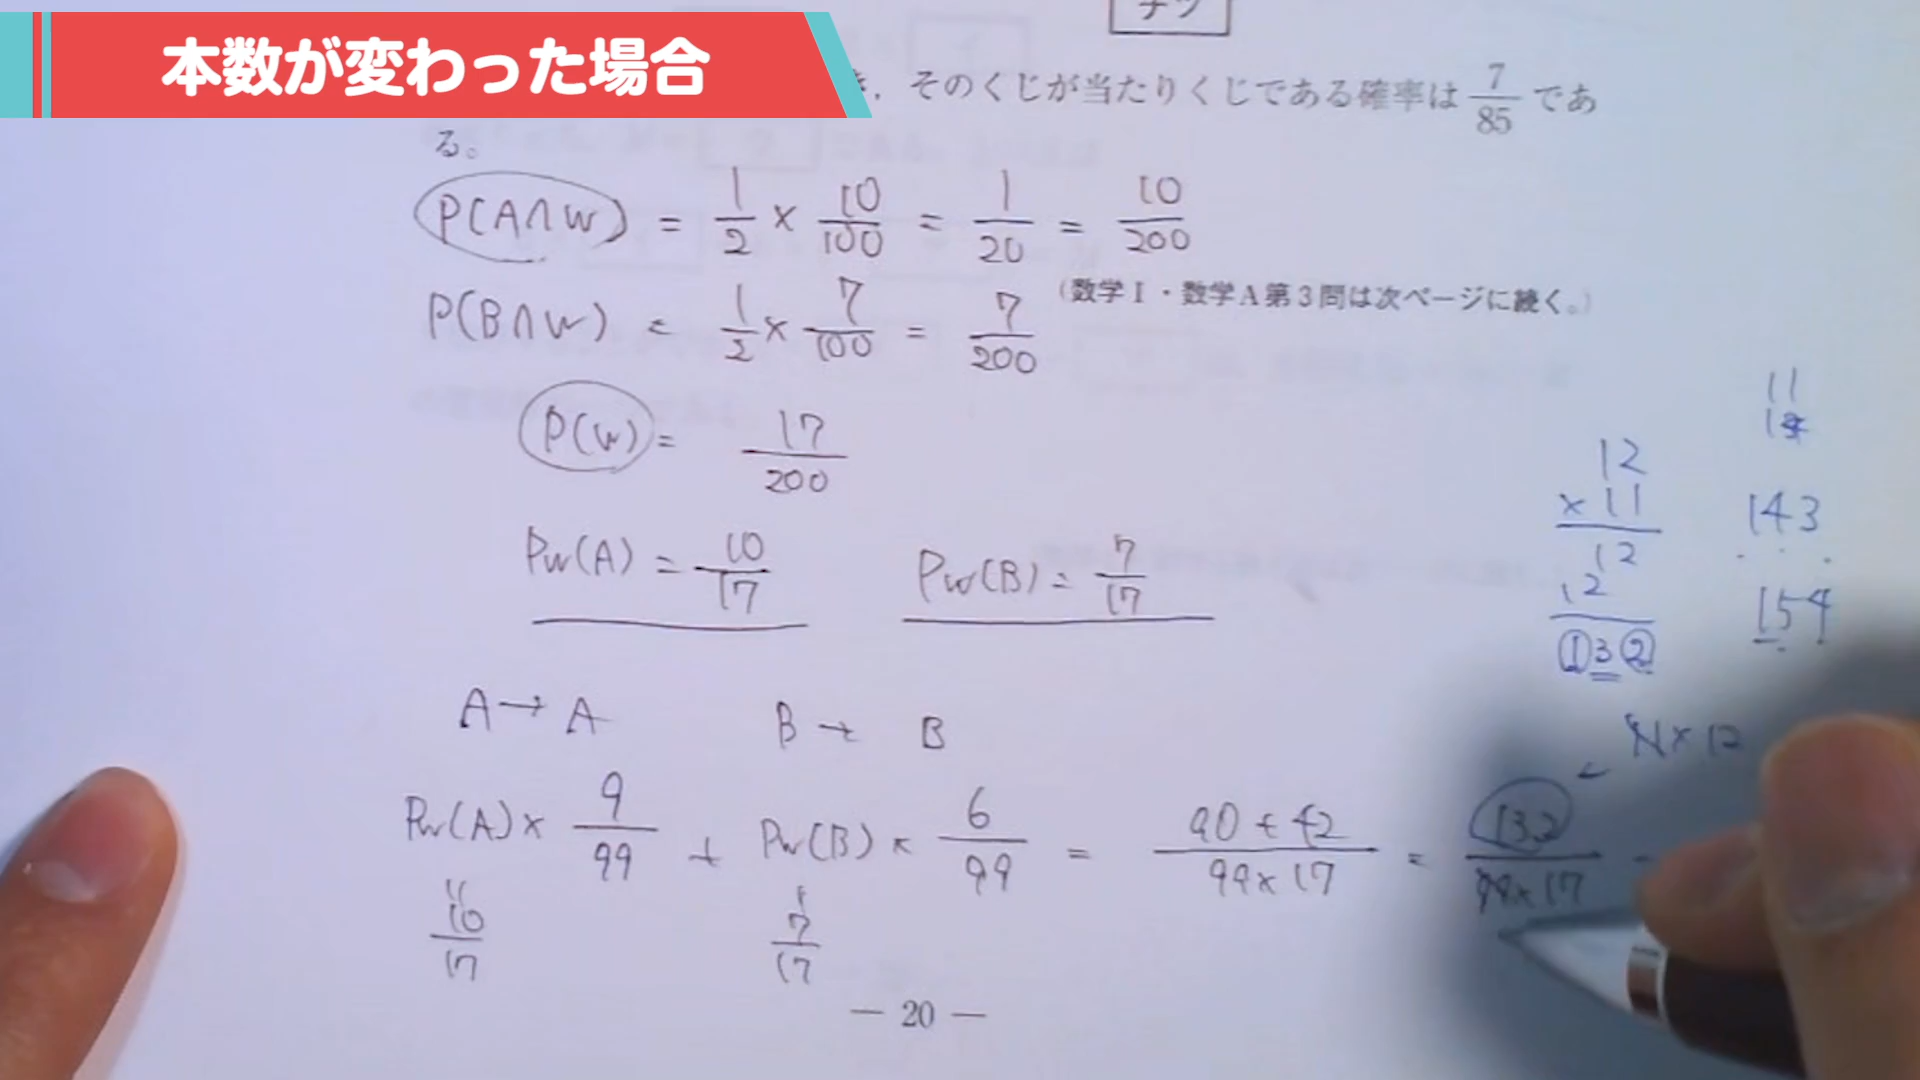 本数が変わった場合
チツ
そのくじが当たりくじである確率は 7/85 であ
る。
P(A∩W) = 1/2 × 10/100 = 1/20 = 10/200
P(B∩W) = 1/2 × 7/100 = 7/200
(数学Ⅰ・数学A第3問は次ページに続く。)
P(W) = 17/200
Pw(A) = 10/17
Pw(B) = 7/17
A→A
B→B
Pw(A)× 9/99 + Pw(B)× 6/99 = 90+42/99×17 = 132/99×17
10/17
7/17
12
×11
12
12
132
11
143
154
— 20 —